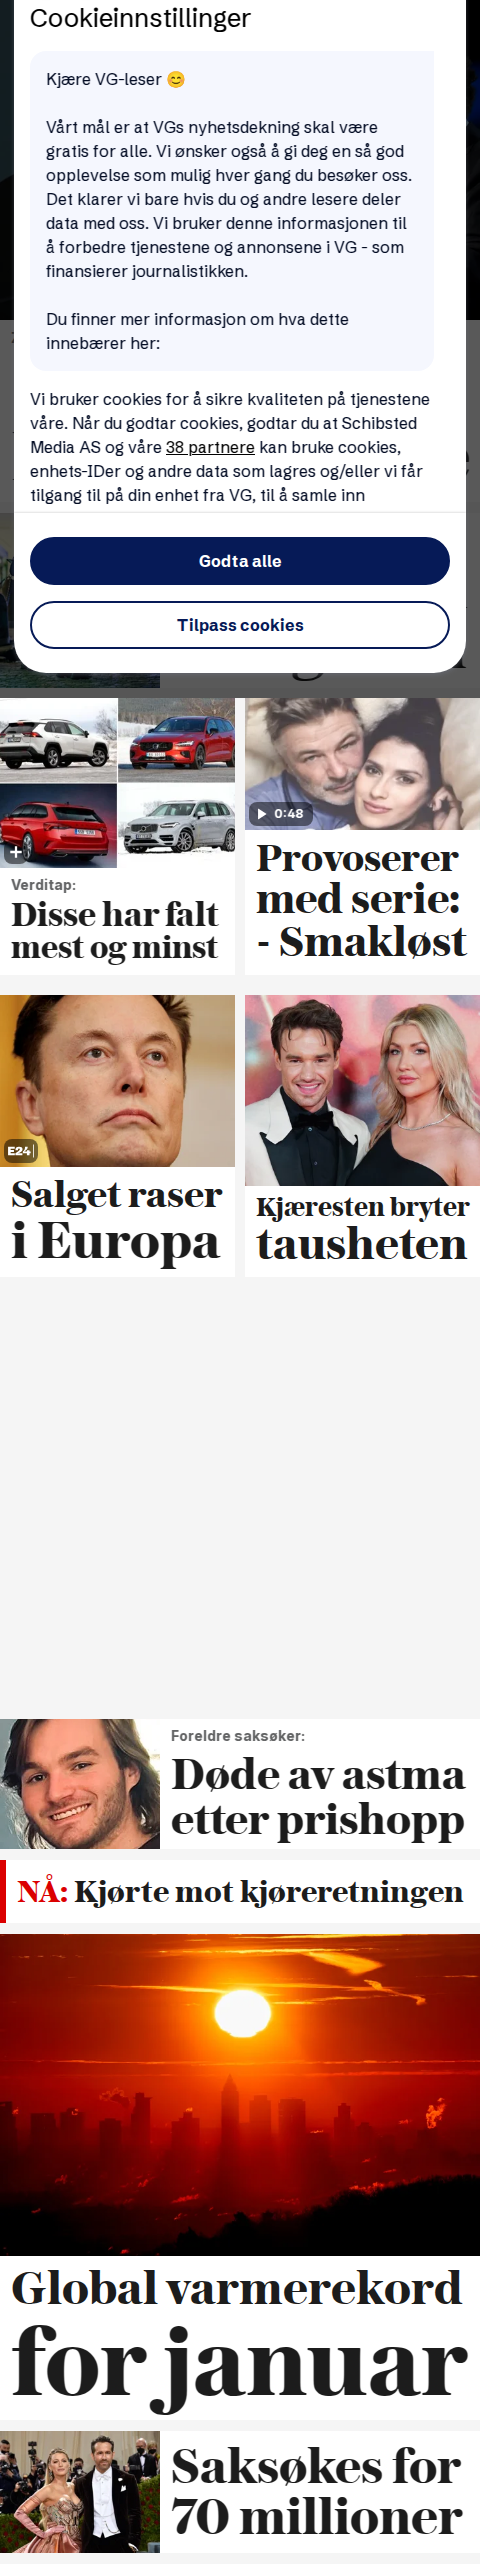 Cookieinnstillinger
Kjære VG-leser 😊
Vårt mål er at VGs nyhetsdekning skal være
gratis for alle. Vi ønsker også å gi deg en så god
opplevelse som mulig hver gang du besøker oss.
Det klarer vi bare hvis du og andre lesere deler
data med oss. Vi bruker denne informasjonen til
å forbedre tjenestene og annonsene i VG - som
finansierer journalistikken.
Du finner mer informasjon om hva dette
innebærer her:
Vi bruker cookies for å sikre kvaliteten på tjenestene
våre. Når du godtar cookies, godtar du at Schibsted
Media AS og våre 38 partnere kan bruke cookies,
enhets-IDer og andre data som lagres og/eller vi får
tilgang til på din enhet fra VG, til å samle inn
Godta alle
Tilpass cookies
Verditap:
Disse har falt
mest og minst
0:48
Provoserer
med serie:
- Smakløst
E24
Salget raser
i Europa
Kjæresten bryter
tausheten
Foreldre saksøker:
Døde av astma
etter prishopp
NÅ: Kjørte mot kjøreretningen
Global varmerekord
for januar
Saksøkes for
70 millioner